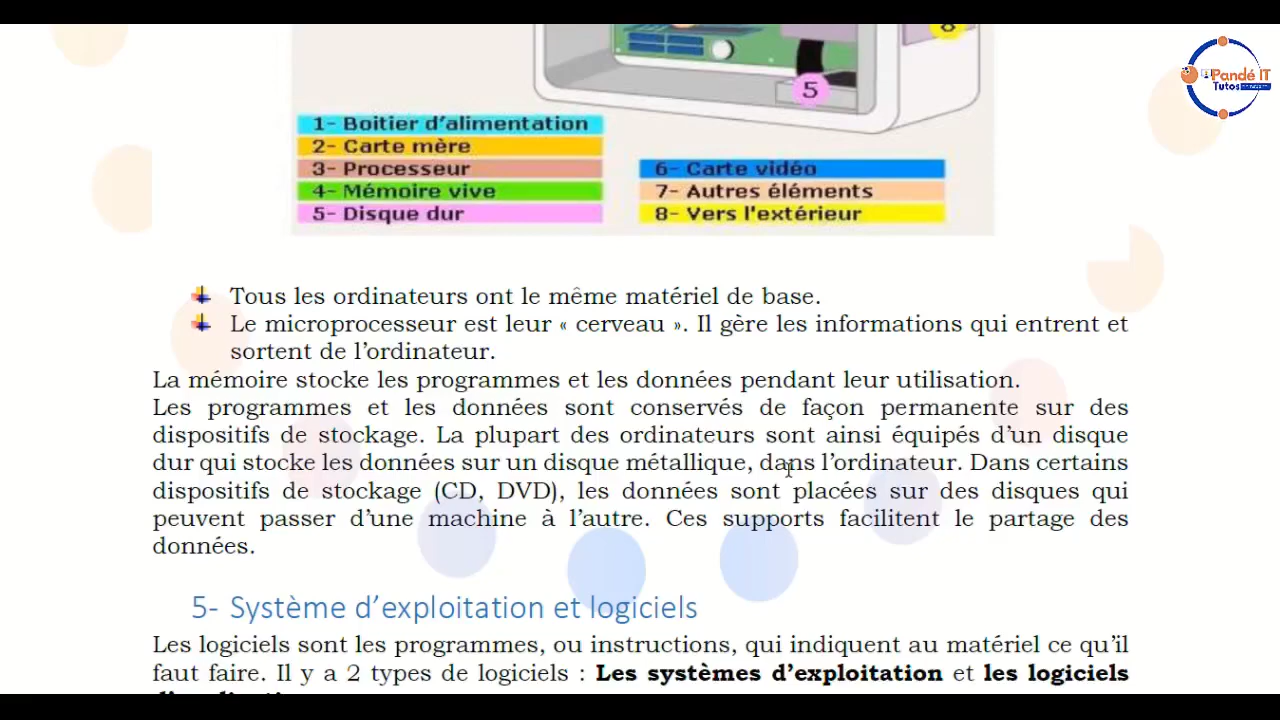 8
Pandé IT
Tutos
5
1- Boitier d'alimentation
2- Carte mère
3- Processeur
4- Mémoire vive
5- Disque dur
6- Carte vidéo
7- Autres éléments
8- Vers l'extérieur
Tous les ordinateurs ont le même matériel de base.
Le microprocesseur est leur « cerveau ». Il gère les informations qui entrent et
sortent de l'ordinateur.
La mémoire stocke les programmes et les données pendant leur utilisation.
Les programmes et les données sont conservés de façon permanente sur des
dispositifs de stockage. La plupart des ordinateurs sont ainsi équipés d'un disque
dur qui stocke les données sur un disque métallique, dans l'ordinateur. Dans certains
dispositifs de stockage (CD, DVD), les données sont placées sur des disques qui
peuvent passer d'une machine à l'autre. Ces supports facilitent le partage des
données.
5- Système d'exploitation et logiciels
Les logiciels sont les programmes, ou instructions, qui indiquent au matériel ce qu'il
faut faire. Il y a 2 types de logiciels : Les systèmes d'exploitation et les logiciels